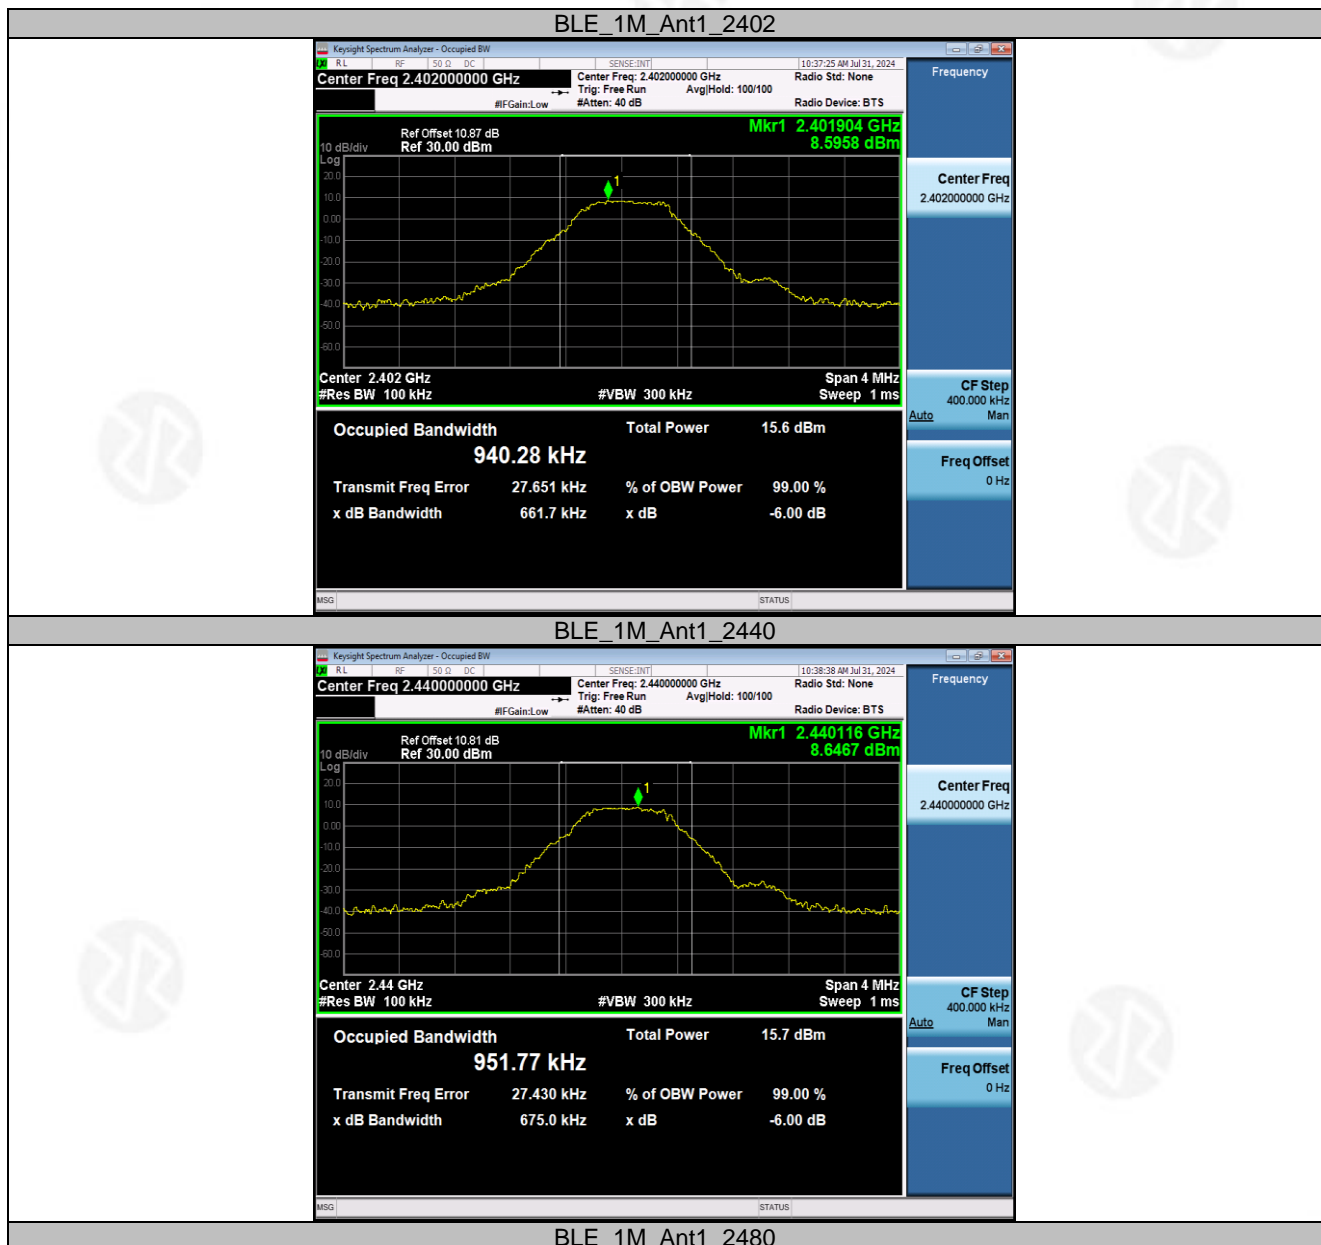 BLE_1M_Ant1_2402
Keysight Spectrum Analyzer - Occupied BW
RL RF 50 Ω DC SENSE:INT 10:37:25 AM Jul 31, 2024
Center Freq 2.402000000 GHz
Center Freq: 2.402000000 GHz Radio Std: None
Trig: Free Run Avg|Hold: 100/100
#IFGain:Low #Atten: 40 dB Radio Device: BTS
Frequency
Mkr1 2.401904 GHz
8.5958 dBm
Ref Offset 10.87 dB
10 dB/div Ref 30.00 dBm
Log
20.0
10.0
0.00
-10.0
-20.0
-30.0
-40.0
-50.0
-60.0
1
Center Freq
2.402000000 GHz
Center 2.402 GHz Span 4 MHz
#Res BW 100 kHz #VBW 300 kHz Sweep 1 ms
CF Step
400.000 kHz
Auto Man
Occupied Bandwidth Total Power 15.6 dBm
940.28 kHz
Freq Offset
0 Hz
Transmit Freq Error 27.651 kHz % of OBW Power 99.00 %
x dB Bandwidth 661.7 kHz x dB -6.00 dB
MSG STATUS
BLE_1M_Ant1_2440
Keysight Spectrum Analyzer - Occupied BW
RL RF 50 Ω DC SENSE:INT 10:38:38 AM Jul 31, 2024
Center Freq 2.440000000 GHz
Center Freq: 2.440000000 GHz Radio Std: None
Trig: Free Run Avg|Hold: 100/100
#IFGain:Low #Atten: 40 dB Radio Device: BTS
Frequency
Mkr1 2.440116 GHz
8.6467 dBm
Ref Offset 10.81 dB
10 dB/div Ref 30.00 dBm
Log
20.0
10.0
0.00
-10.0
-20.0
-30.0
-40.0
-50.0
-60.0
1
Center Freq
2.440000000 GHz
Center 2.44 GHz Span 4 MHz
#Res BW 100 kHz #VBW 300 kHz Sweep 1 ms
CF Step
400.000 kHz
Auto Man
Occupied Bandwidth Total Power 15.7 dBm
951.77 kHz
Freq Offset
0 Hz
Transmit Freq Error 27.430 kHz % of OBW Power 99.00 %
x dB Bandwidth 675.0 kHz x dB -6.00 dB
MSG STATUS
BLE_1M_Ant1_2480